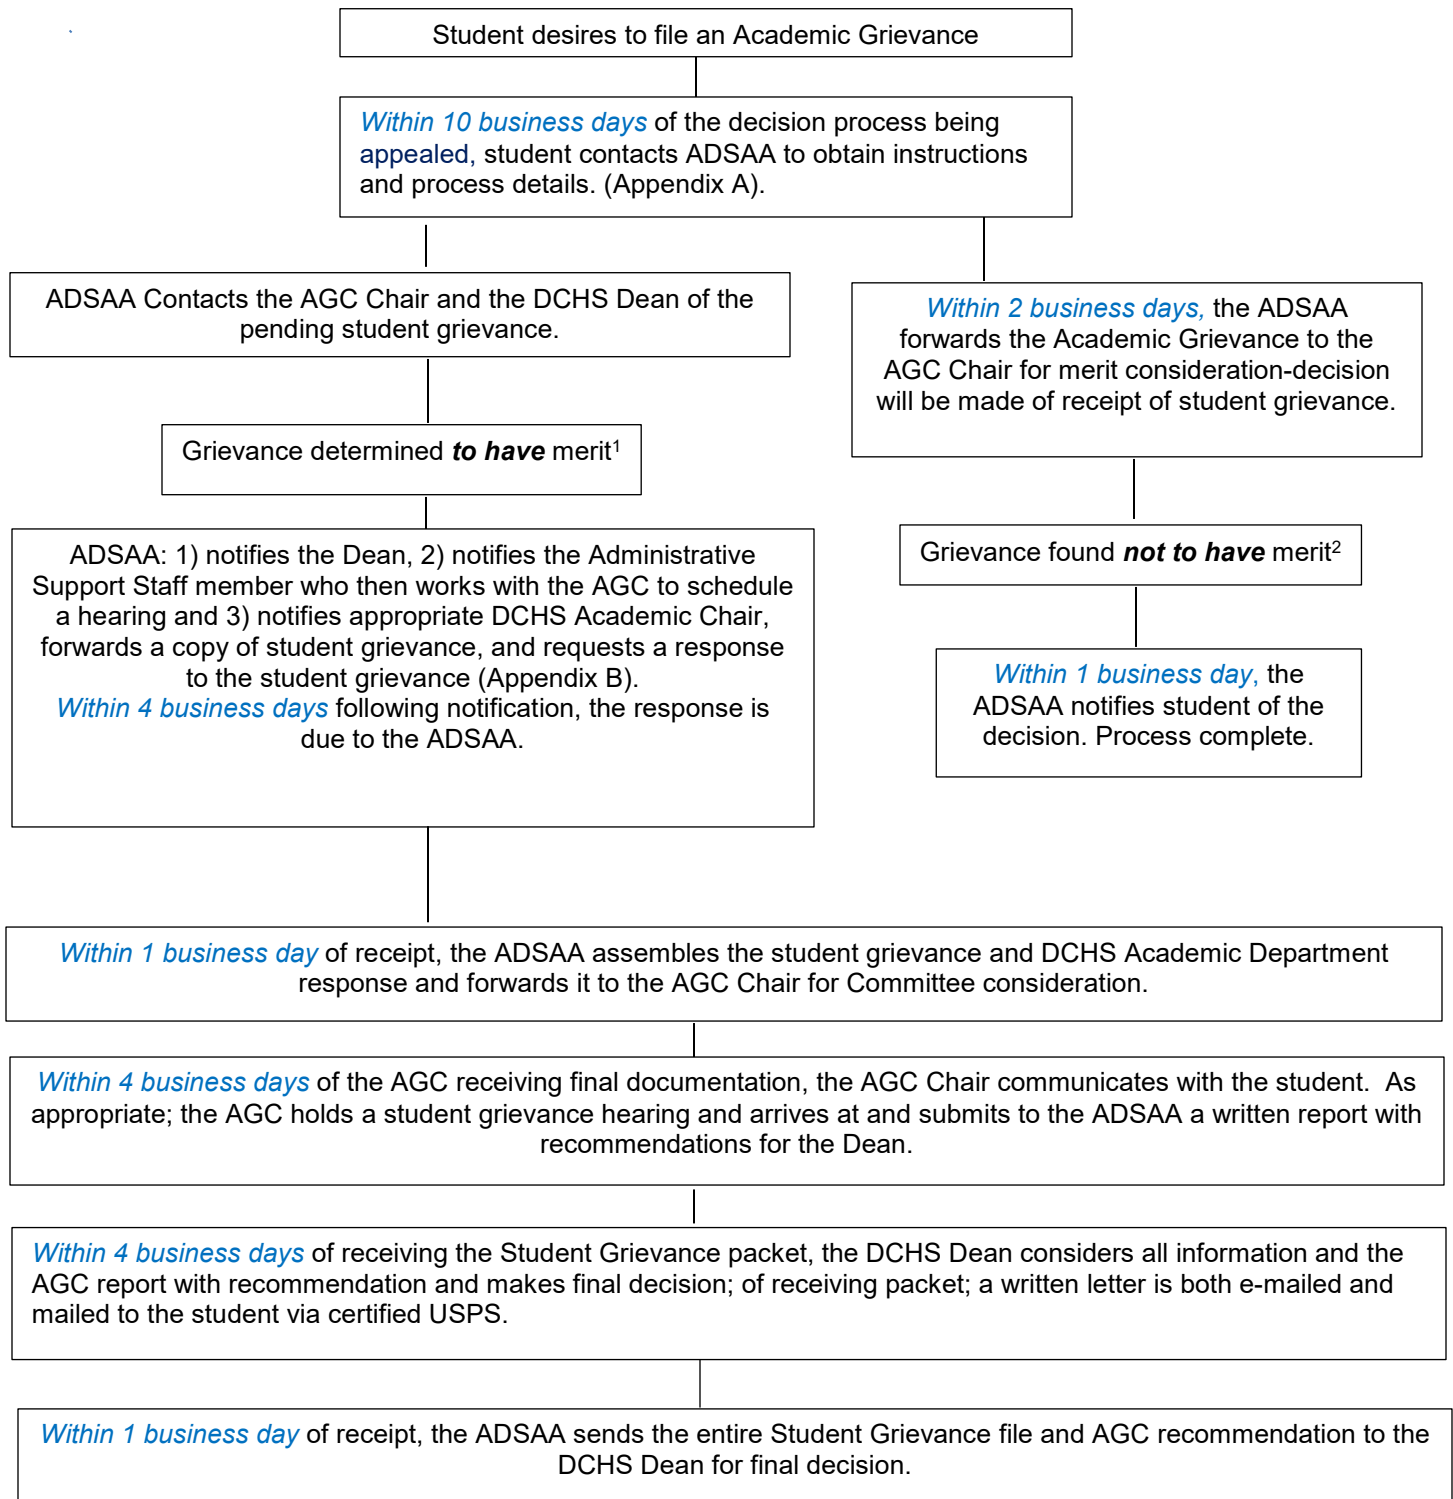 Student desires to file an Academic Grievance
Within 10 business days of the decision process being
appealed, student contacts ADSAA to obtain instructions
and process details. (Appendix A).
ADSAA Contacts the AGC Chair and the DCHS Dean of the
pending student grievance.
Within 2 business days, the ADSAA
forwards the Academic Grievance to the
AGC Chair for merit consideration-decision
will be made of receipt of student grievance.
Grievance determined to have merit1
Grievance found not to have merit2
ADSAA: 1) notifies the Dean, 2) notifies the Administrative
Support Staff member who then works with the AGC to schedule
a hearing and 3) notifies appropriate DCHS Academic Chair,
forwards a copy of student grievance, and requests a response
to the student grievance (Appendix B).
Within 4 business days following notification, the response is
due to the ADSAA.
Within 1 business day, the
ADSAA notifies student of the
decision. Process complete.
Within 1 business day of receipt, the ADSAA assembles the student grievance and DCHS Academic Department
response and forwards it to the AGC Chair for Committee consideration.
Within 4 business days of the AGC receiving final documentation, the AGC Chair communicates with the student.  As
appropriate; the AGC holds a student grievance hearing and arrives at and submits to the ADSAA a written report with
recommendations for the Dean.
Within 4 business days of receiving the Student Grievance packet, the DCHS Dean considers all information and the
AGC report with recommendation and makes final decision; of receiving packet; a written letter is both e-mailed and
mailed to the student via certified USPS.
Within 1 business day of receipt, the ADSAA sends the entire Student Grievance file and AGC recommendation to the
DCHS Dean for final decision.